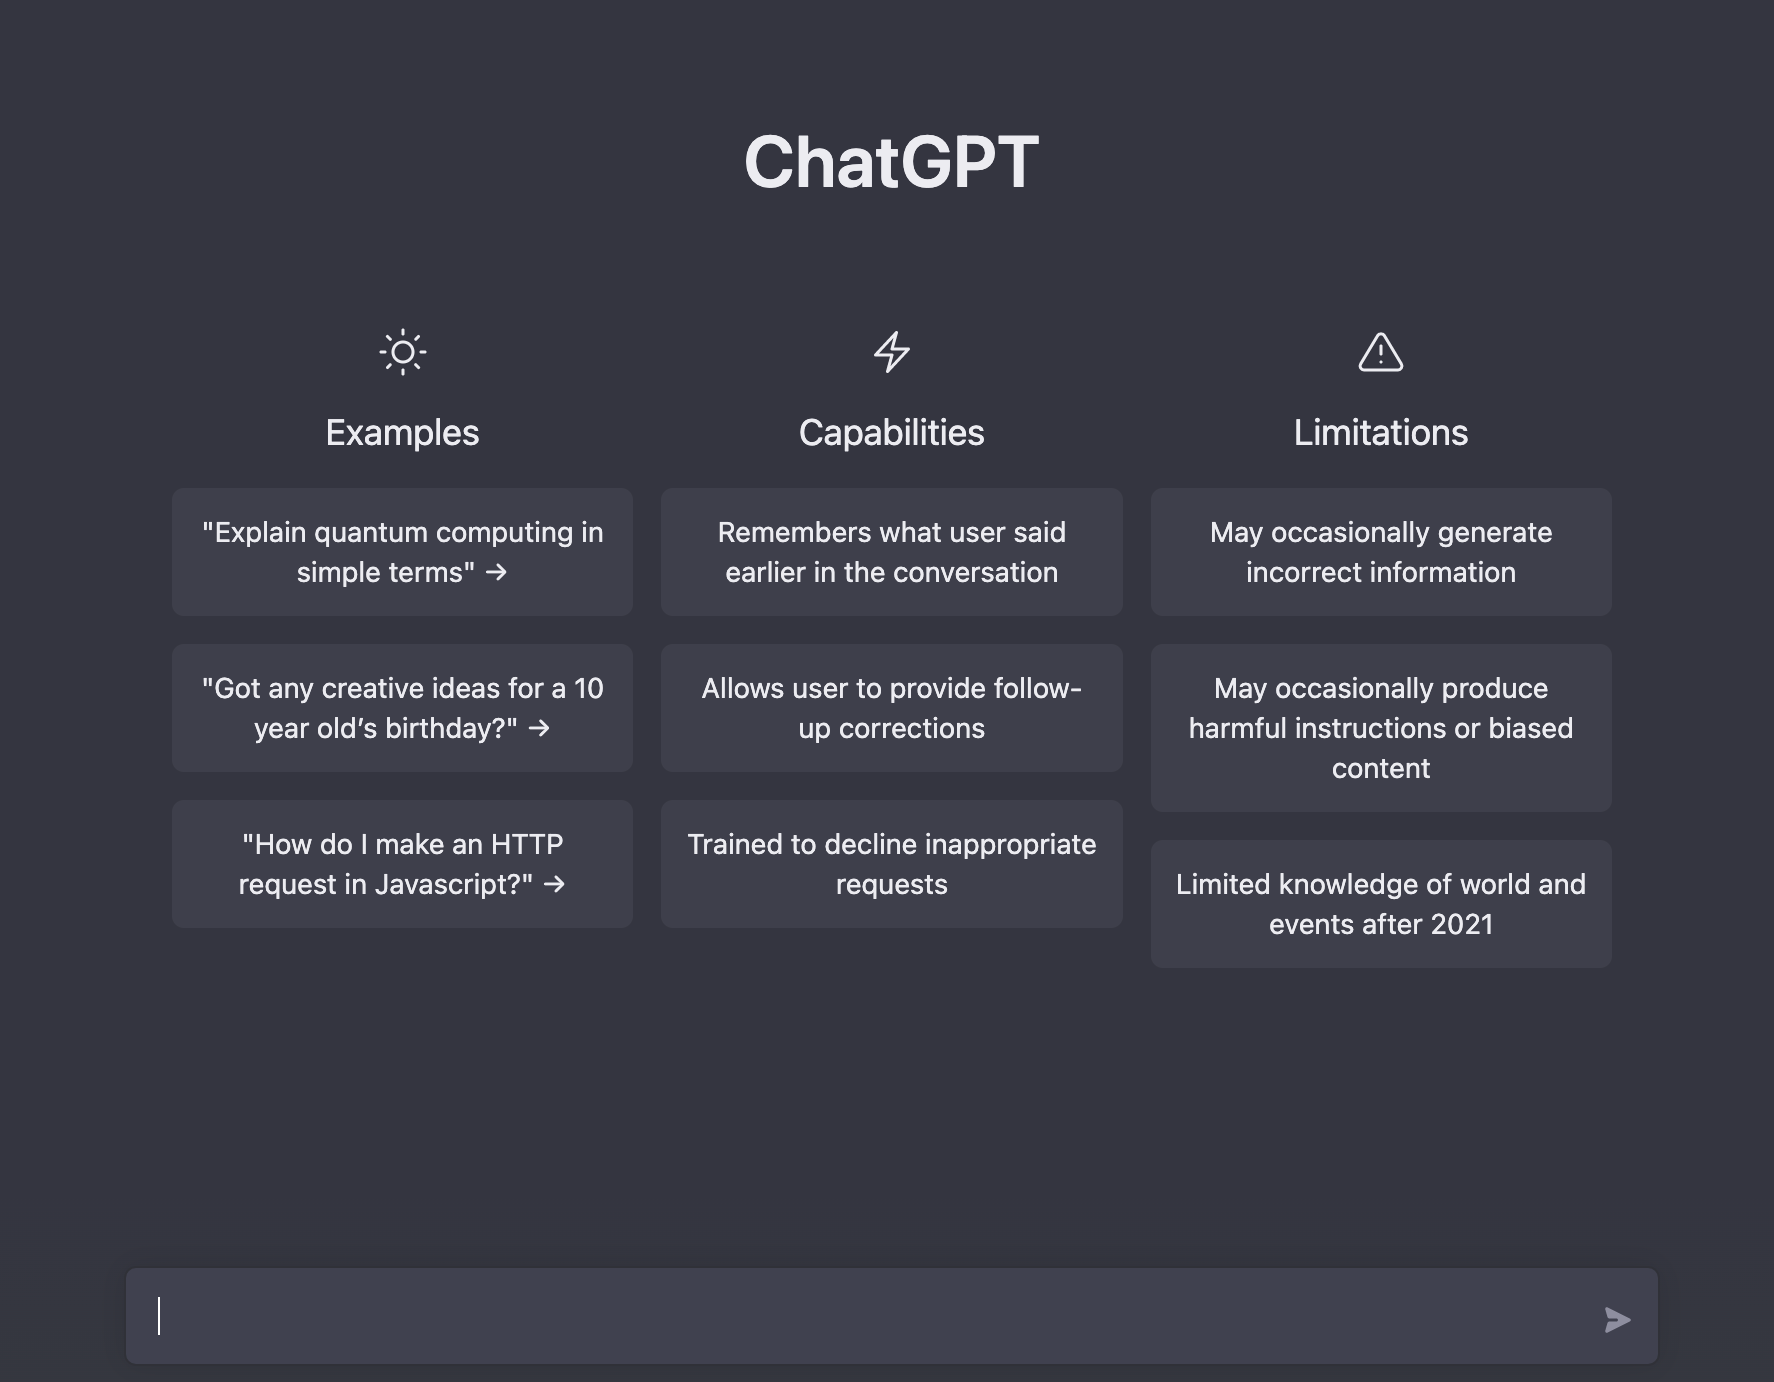 ChatGPT
Examples
"Explain quantum computing in
simple terms" →
"Got any creative ideas for a 10
year old’s birthday?" →
"How do I make an HTTP
request in Javascript?" →
Capabilities
Remembers what user said
earlier in the conversation
Allows user to provide follow-
up corrections
Trained to decline inappropriate
requests
Limitations
May occasionally generate
incorrect information
May occasionally produce
harmful instructions or biased
content
Limited knowledge of world and
events after 2021